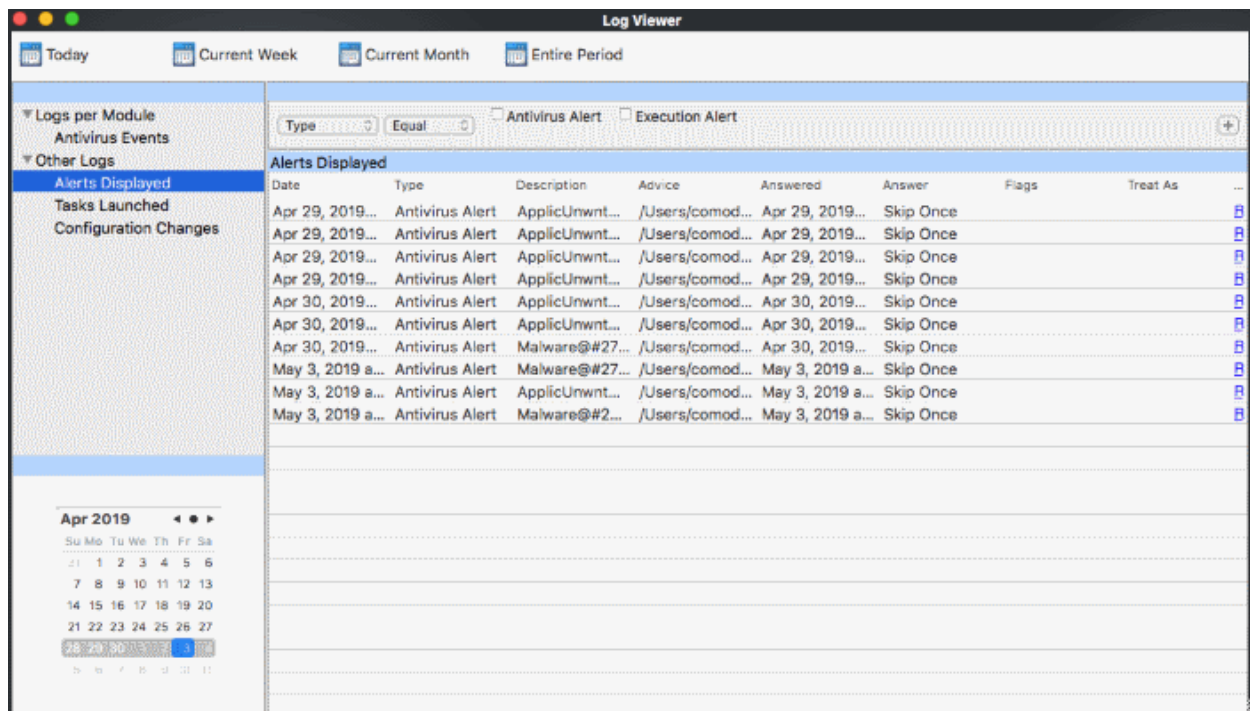 Log Viewer
Today Current Week Current Month Entire Period
Logs per Module
Antivirus Events
Other Logs
Alerts Displayed
Tasks Launched
Configuration Changes
Type Equal Antivirus Alert Execution Alert
Alerts Displayed
Date Type Description Advice Answered Answer Flags Treat As ...
Apr 29, 2019... Antivirus Alert ApplicUnwnt... /Users/comod... Apr 29, 2019... Skip Once
Apr 29, 2019... Antivirus Alert ApplicUnwnt... /Users/comod... Apr 29, 2019... Skip Once
Apr 29, 2019... Antivirus Alert ApplicUnwnt... /Users/comod... Apr 29, 2019... Skip Once
Apr 29, 2019... Antivirus Alert ApplicUnwnt... /Users/comod... Apr 29, 2019... Skip Once
Apr 30, 2019... Antivirus Alert ApplicUnwnt... /Users/comod... Apr 30, 2019... Skip Once
Apr 30, 2019... Antivirus Alert ApplicUnwnt... /Users/comod... Apr 30, 2019... Skip Once
Apr 30, 2019... Antivirus Alert Malware@#27... /Users/comod... Apr 30, 2019... Skip Once
May 3, 2019 a... Antivirus Alert Malware@#27... /Users/comod... May 3, 2019 a... Skip Once
May 3, 2019 a... Antivirus Alert ApplicUnwnt... /Users/comod... May 3, 2019 a... Skip Once
May 3, 2019 a... Antivirus Alert Malware@#2... /Users/comod... May 3, 2019 a... Skip Once
Apr 2019
Su Mo Tu We Th Fr Sa
1 2 3 4 5 6
7 8 9 10 11 12 13
14 15 16 17 18 19 20
21 22 23 24 25 26 27
28 29 30 2 3